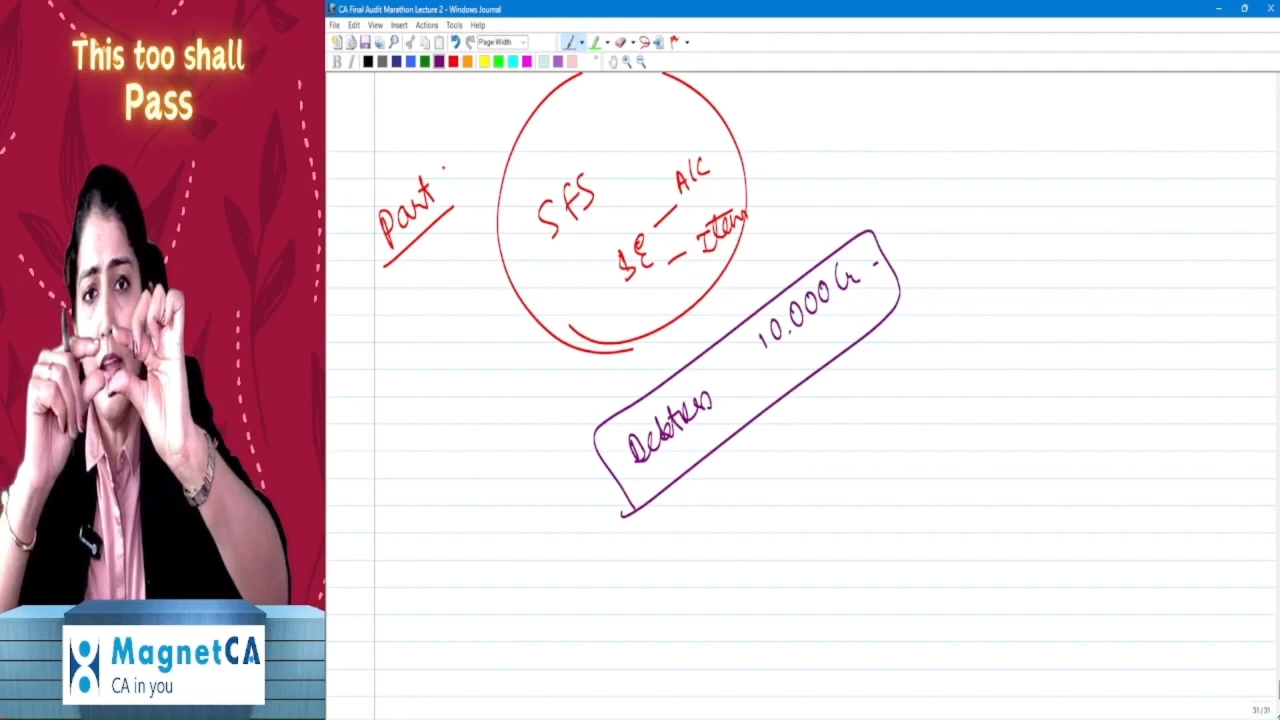 This too shall
Pass
MagnetCA
CA in you
CA Final Audit Marathon Lecture 2 - Windows Journal
File Edit View Insert Actions Tools Help
Page Width
B I
Part
SFS
SE - A/C
- Item
Debtors 10,000 Cr.
31/31